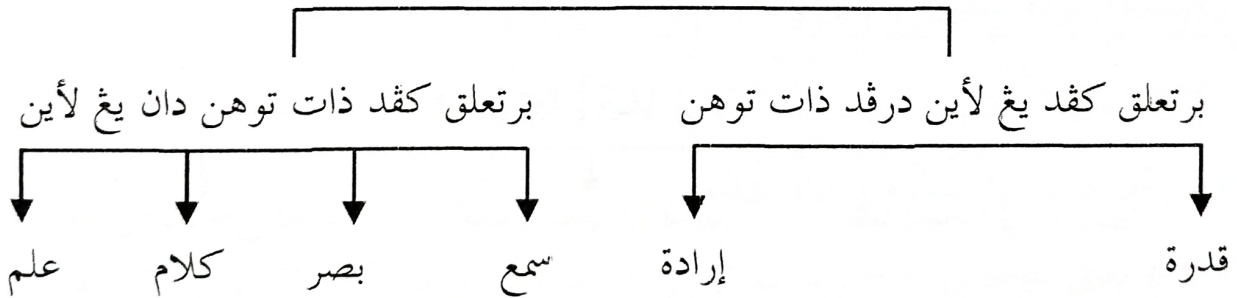 برتعلق كڤد يڠ لأين درڤد ذات توهن برتعلق كڤد ذات توهن دان يڠ لأين
قدرة إرادة سمع بصر كلام علم